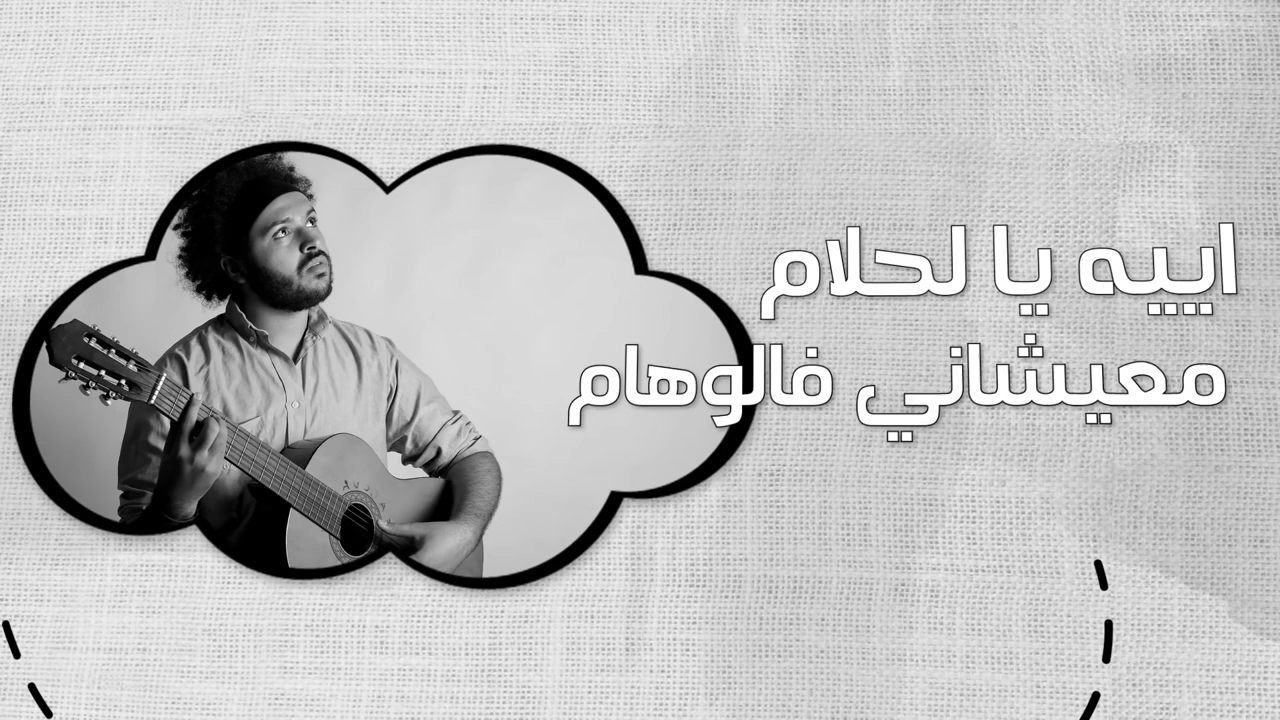 اييه يا لحلام
معيشاني فالوهام